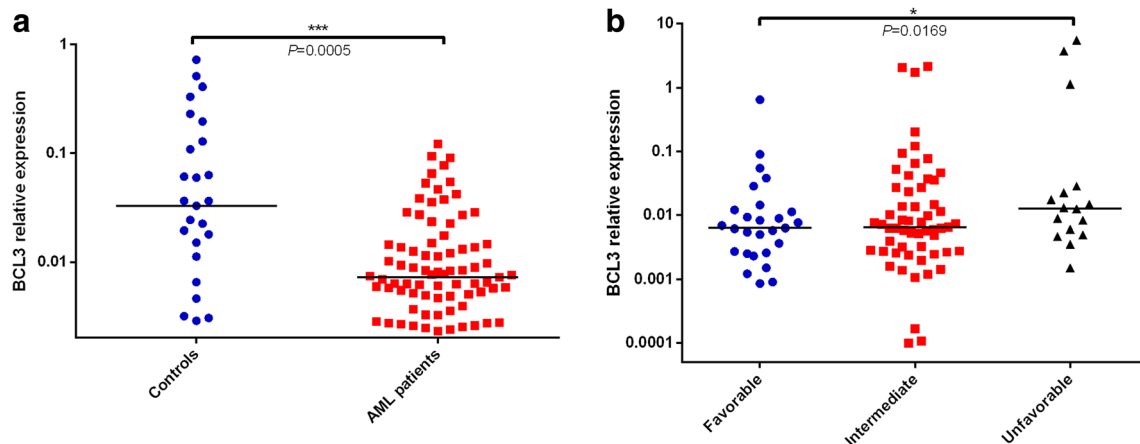 a
***
P=0.0005
1
0.1
0.01
BCL3 relative expression
Controls
AML patients
b
*
P=0.0169
10
1
0.1
0.01
0.001
0.0001
BCL3 relative expression
Favorable
Intermediate
Unfavorable